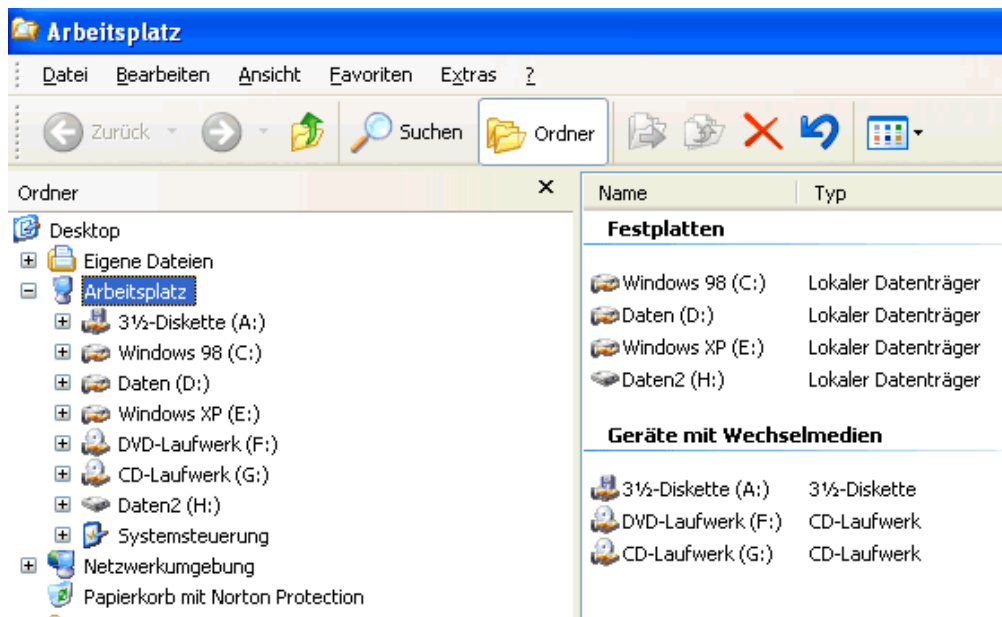 Arbeitsplatz
Datei Bearbeiten Ansicht Favoriten Extras ?
Zurück Suchen Ordner
Ordner
Desktop
Eigene Dateien
Arbeitsplatz
3½-Diskette (A:)
Windows 98 (C:)
Daten (D:)
Windows XP (E:)
DVD-Laufwerk (F:)
CD-Laufwerk (G:)
Daten2 (H:)
Systemsteuerung
Netzwerkumgebung
Papierkorb mit Norton Protection
Name Typ
Festplatten
Windows 98 (C:) Lokaler Datenträger
Daten (D:) Lokaler Datenträger
Windows XP (E:) Lokaler Datenträger
Daten2 (H:) Lokaler Datenträger
Geräte mit Wechselmedien
3½-Diskette (A:) 3½-Diskette
DVD-Laufwerk (F:) CD-Laufwerk
CD-Laufwerk (G:) CD-Laufwerk